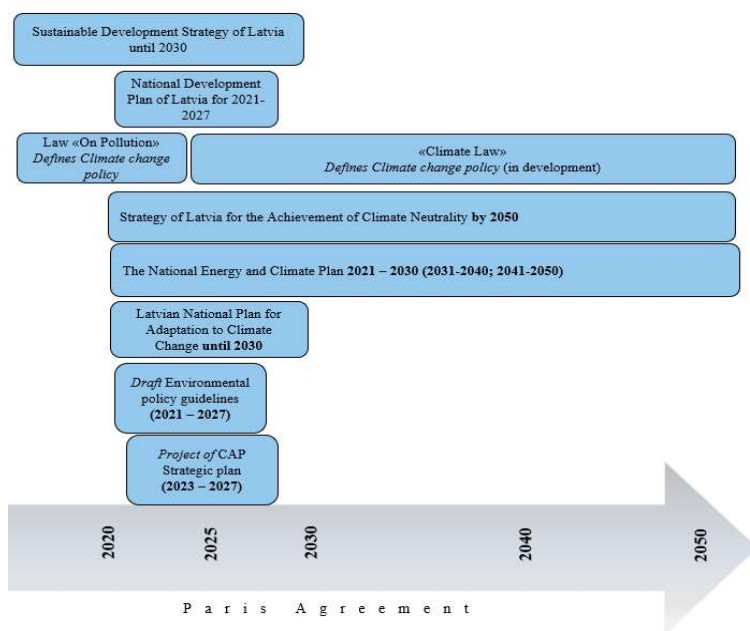 Sustainable Development Strategy of Latvia
until 2030
National Development
Plan of Latvia for 2021-
2027
Law «On Pollution»
Defines Climate change
policy
«Climate Law»
Defines Climate change policy (in development)
Strategy of Latvia for the Achievement of Climate Neutrality by 2050
The National Energy and Climate Plan 2021 – 2030 (2031-2040; 2041-2050)
Latvian National Plan for
Adaptation to Climate
Change until 2030
Draft Environmental
policy guidelines
(2021 – 2027)
Project of CAP
Strategic plan
(2023 – 2027)
2020
2025
2030
2040
2050
Paris Agreement